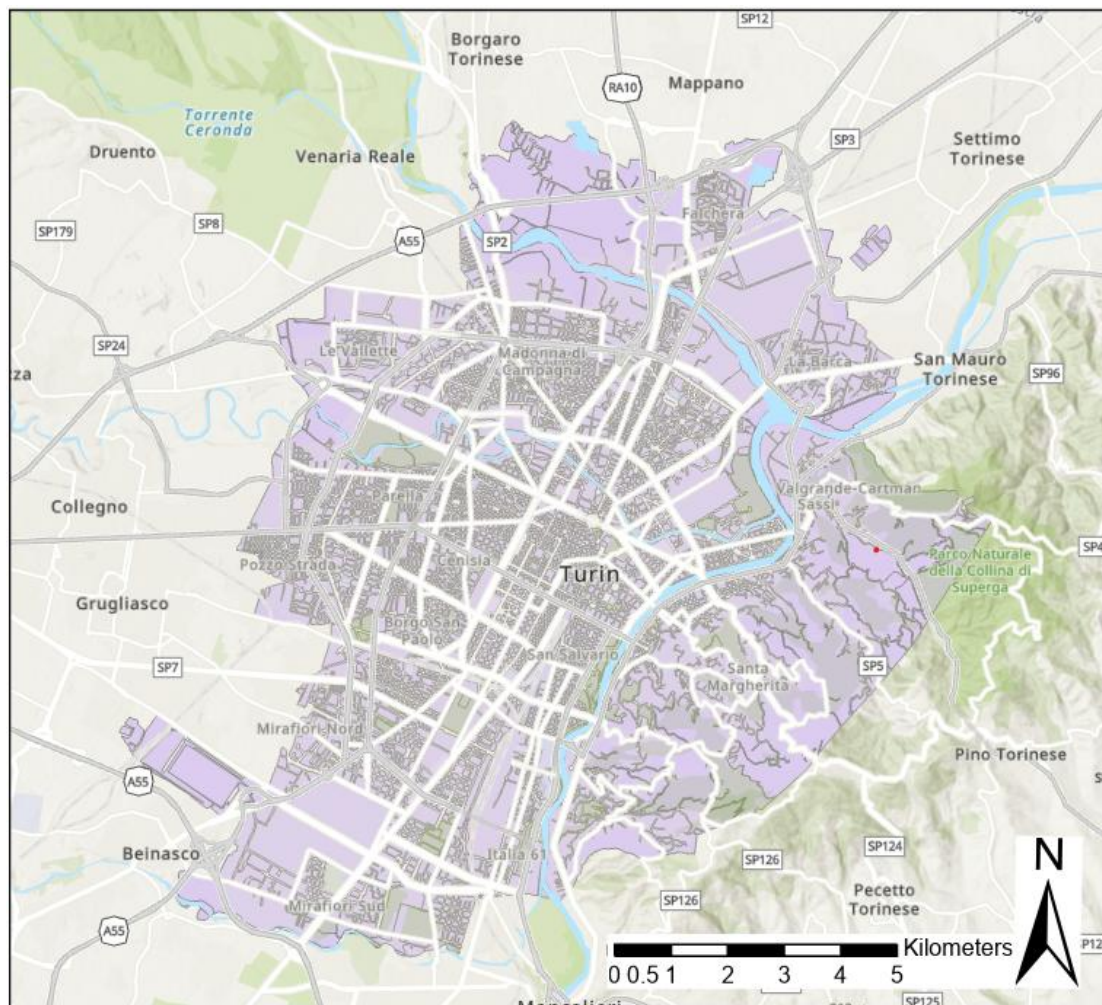 SP12
Borgaro
Torinese
RA10
Mappano
Torrente
Ceronda
Druento
Venaria Reale
SP3
Settimo
Torinese
SP179
SP8
A55
SP2
Falchera
SP24
Le Vallette
Madonna di
Campagna
La Bacca
San Mauro
Torinese
SP96
za
Collegno
Parella
Valgrande-Cartman
Sassi
Pozzo Strada
Cenisia
Turin
SP4
Parco Naturale
della Collina di
Superga
Grugliasco
Borgo San
Paolo
San Salvario
SP7
Santa
Margherita
SP5
Mirafiori Nord
Pino Torinese
A55
Beinasco
Italia 61
SP126
SP124
N
Mirafiori Sud
SP126
Pecetto
Torinese
A55
Kilometers
0 0.5 1 2 3 4 5
Moncalieri
SP125